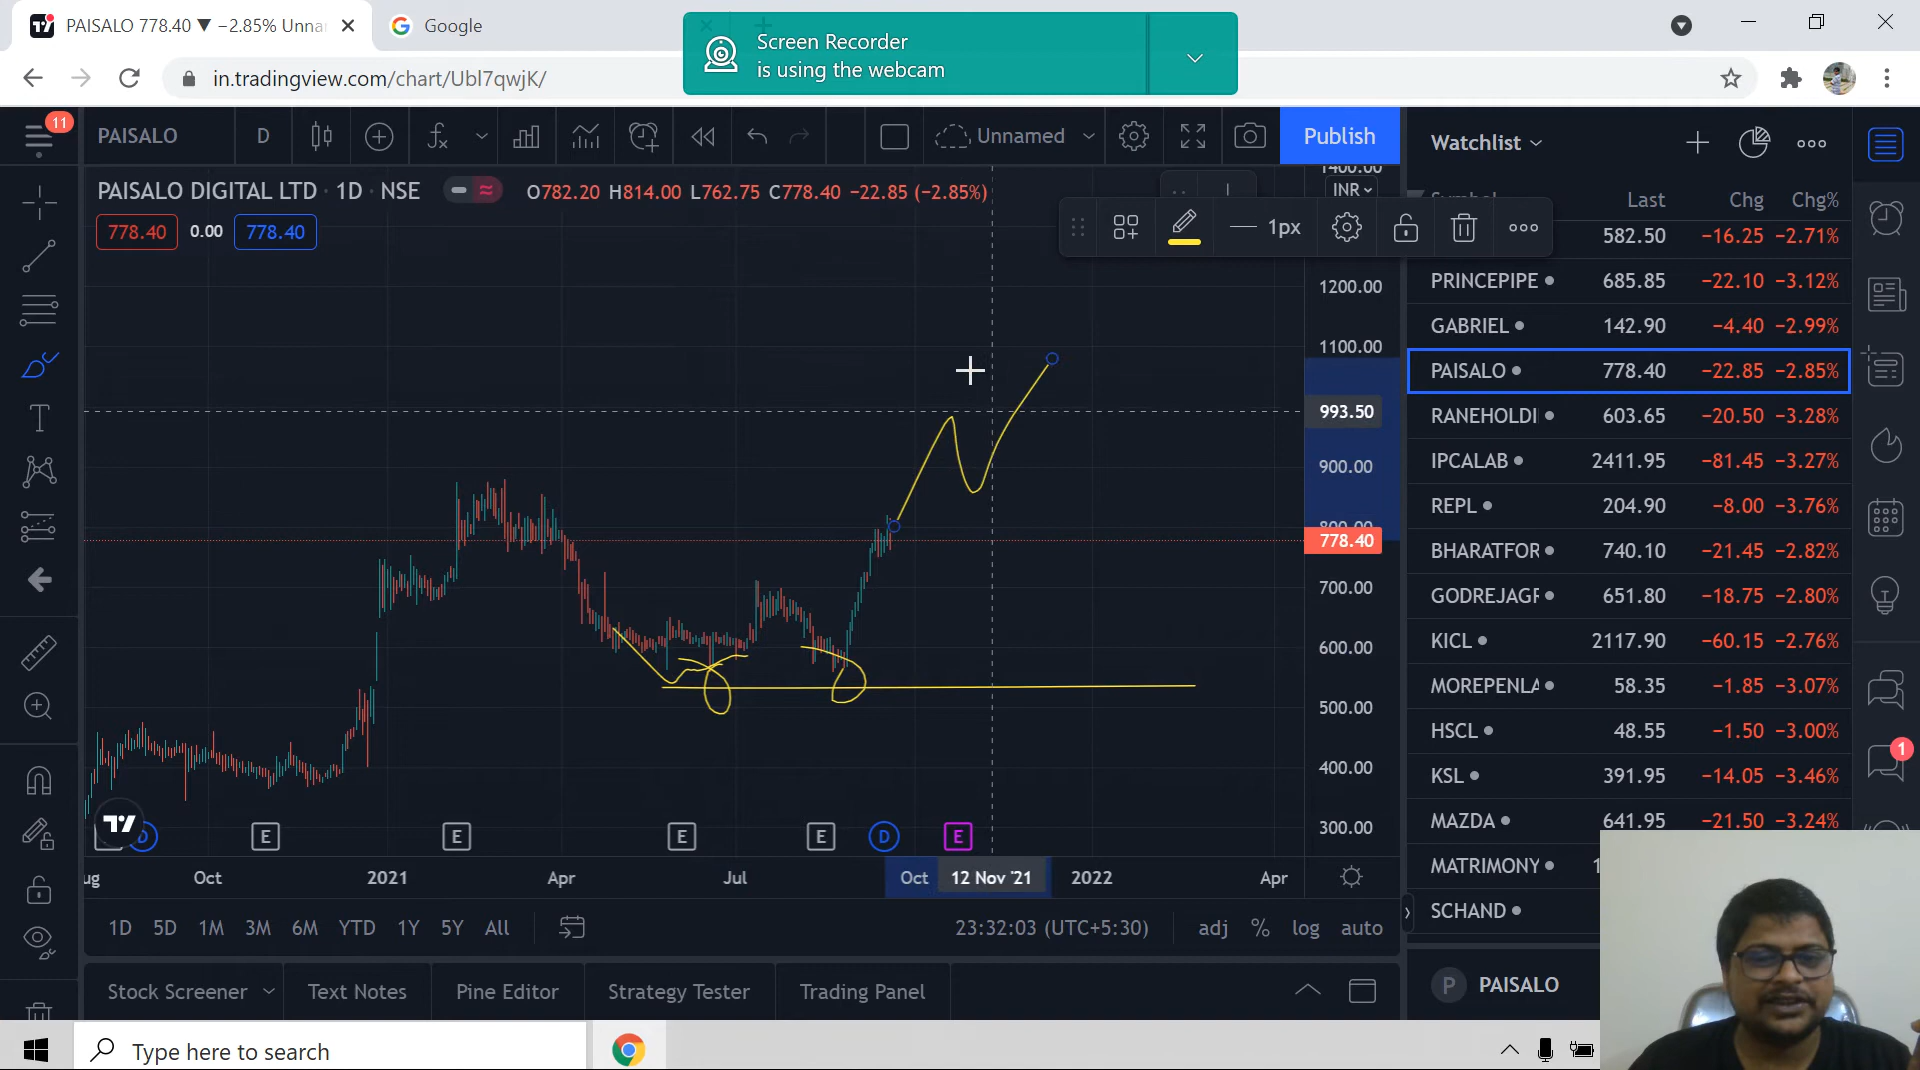 PAISALO 778.40 ▼ −2.85% Unna
Google
Screen Recorder
is using the webcam
in.tradingview.com/chart/Ubl7qwjK/
11
PAISALO
D
Unnamed
Publish
Watchlist
PAISALO DIGITAL LTD · 1D · NSE
O782.20 H814.00 L762.75 C778.40 −22.85 (−2.85%)
INR
1px
Last Chg Chg%
778.40 0.00 778.40
582.50 −16.25 −2.71%
PRINCEPIPE 685.85 −22.10 −3.12%
GABRIEL 142.90 −4.40 −2.99%
PAISALO 778.40 −22.85 −2.85%
RANEHOLDI 603.65 −20.50 −3.28%
IPCALAB 2411.95 −81.45 −3.27%
REPL 204.90 −8.00 −3.76%
BHARATFOR 740.10 −21.45 −2.82%
GODREJAGR 651.80 −18.75 −2.80%
KICL 2117.90 −60.15 −2.76%
MOREPENLA 58.35 −1.85 −3.07%
HSCL 48.55 −1.50 −3.00%
KSL 391.95 −14.05 −3.46%
MAZDA 641.95 −21.50 −3.24%
MATRIMONY
SCHAND
P PAISALO
1
1400.00
1200.00
1100.00
993.50
900.00
800.00
778.40
700.00
600.00
500.00
400.00
300.00
E E E E D E
D
Oct 2021 Apr Jul Oct 12 Nov '21 2022 Apr
1D 5D 1M 3M 6M YTD 1Y 5Y All
23:32:03 (UTC+5:30) adj % log auto
Stock Screener Text Notes Pine Editor Strategy Tester Trading Panel
Type here to search